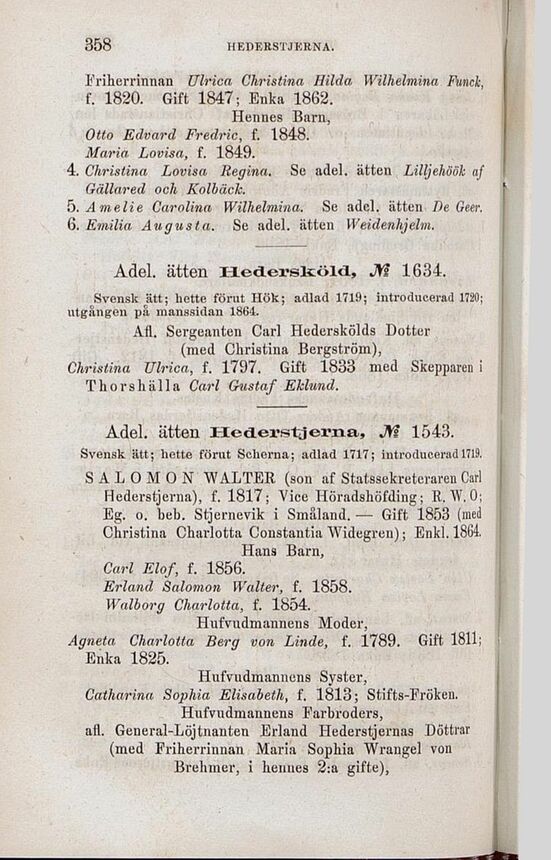 358 HEDERSTJERNA.
Friherrinnan Ulrica Christina Hilda Wilhelmina Funck,
f. 1820. Gift 1847; Enka 1862.
Hennes Barn,
Otto Edvard Fredric, f. 1848.
Maria Lovisa, f. 1849.
4. Christina Lovisa Regina. Se adel. ätten Lilljehöök af
Gällared och Kolbäck.
5. Amelie Carolina Wilhelmina. Se adel. ätten De Geer.
6. Emilia Augusta. Se adel. ätten Weidenhjelm.
Adel. ätten Hedersköld, № 1634.
Svensk ätt; hette förut Hök; adlad 1719; introducerad 1720;
utgången på manssidan 1864.
Afl. Sergeanten Carl Hederskölds Dotter
(med Christina Bergström),
Christina Ulrica, f. 1797. Gift 1833 med Skepparen i
Thorshälla Carl Gustaf Eklund.
Adel. ätten Hederstjerna, № 1543.
Svensk ätt; hette förut Scherna; adlad 1717; introducerad 1719.
SALOMON WALTER (son af Statssekreteraren Carl
Hederstjerna), f. 1817; Vice Häradshöfding; R. W. O;
Eg. o. beb. Stjernevik i Småland. — Gift 1853 (med
Christina Charlotta Constantia Widegren); Enkl. 1864.
Hans Barn,
Carl Elof, f. 1856.
Erland Salomon Walter, f. 1858.
Walborg Charlotta, f. 1854.
Hufvudmannens Moder,
Agneta Charlotta Berg von Linde, f. 1789. Gift 1811;
Enka 1825.
Hufvudmannens Syster,
Catharina Sophia Elisabeth, f. 1813; Stifts-Fröken.
Hufvudmannens Farbroders,
afl. General-Löjtnanten Erland Hederstjernas Döttrar
(med Friherrinnan Maria Sophia Wrangel von
Brehmer, i hennes 2:a gifte),